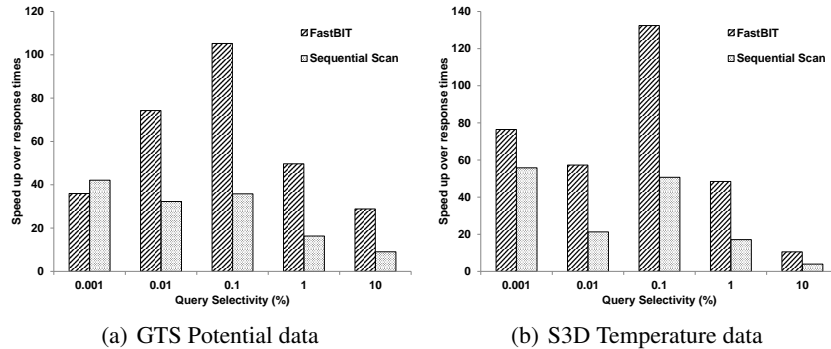 120
100
80
60
40
20
0
Speed up over response times
FastBIT
Sequential Scan
0.001 0.01 0.1 1 10
Query Selectivity (%)
(a) GTS Potential data
140
120
100
80
60
40
20
0
Speed up over response times
FastBIT
Sequential Scan
0.001 0.01 0.1 1 10
Query Selectivity (%)
(b) S3D Temperature data